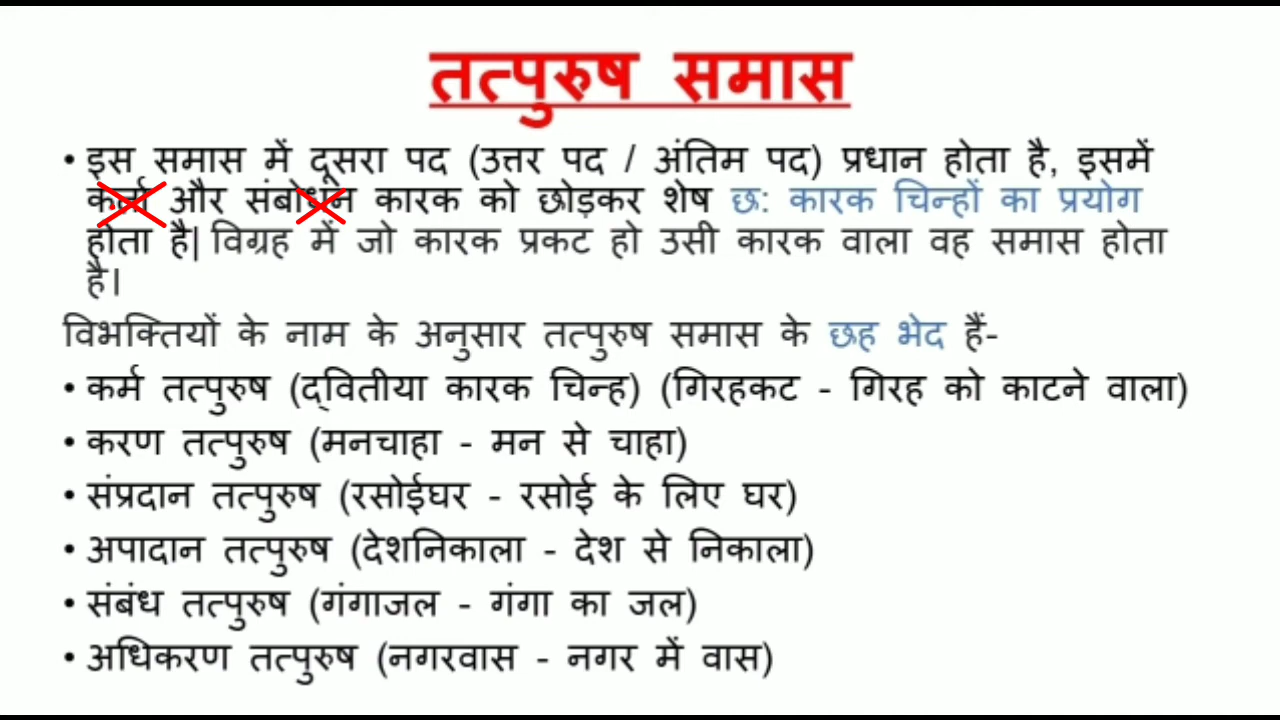 तत्पुरुष समास
• इस समास में दूसरा पद (उत्तर पद / अंतिम पद) प्रधान होता है, इसमें
कर्ता और संबोधन कारक को छोड़कर शेष छ: कारक चिन्हों का प्रयोग
होता है| विग्रह में जो कारक प्रकट हो उसी कारक वाला वह समास होता
है।
विभक्तियों के नाम के अनुसार तत्पुरुष समास के छह भेद हैं-
• कर्म तत्पुरुष (द्वितीया कारक चिन्ह) (गिरहकट - गिरह को काटने वाला)
• करण तत्पुरुष (मनचाहा - मन से चाहा)
• संप्रदान तत्पुरुष (रसोईघर - रसोई के लिए घर)
• अपादान तत्पुरुष (देशनिकाला - देश से निकाला)
• संबंध तत्पुरुष (गंगाजल - गंगा का जल)
• अधिकरण तत्पुरुष (नगरवास - नगर में वास)